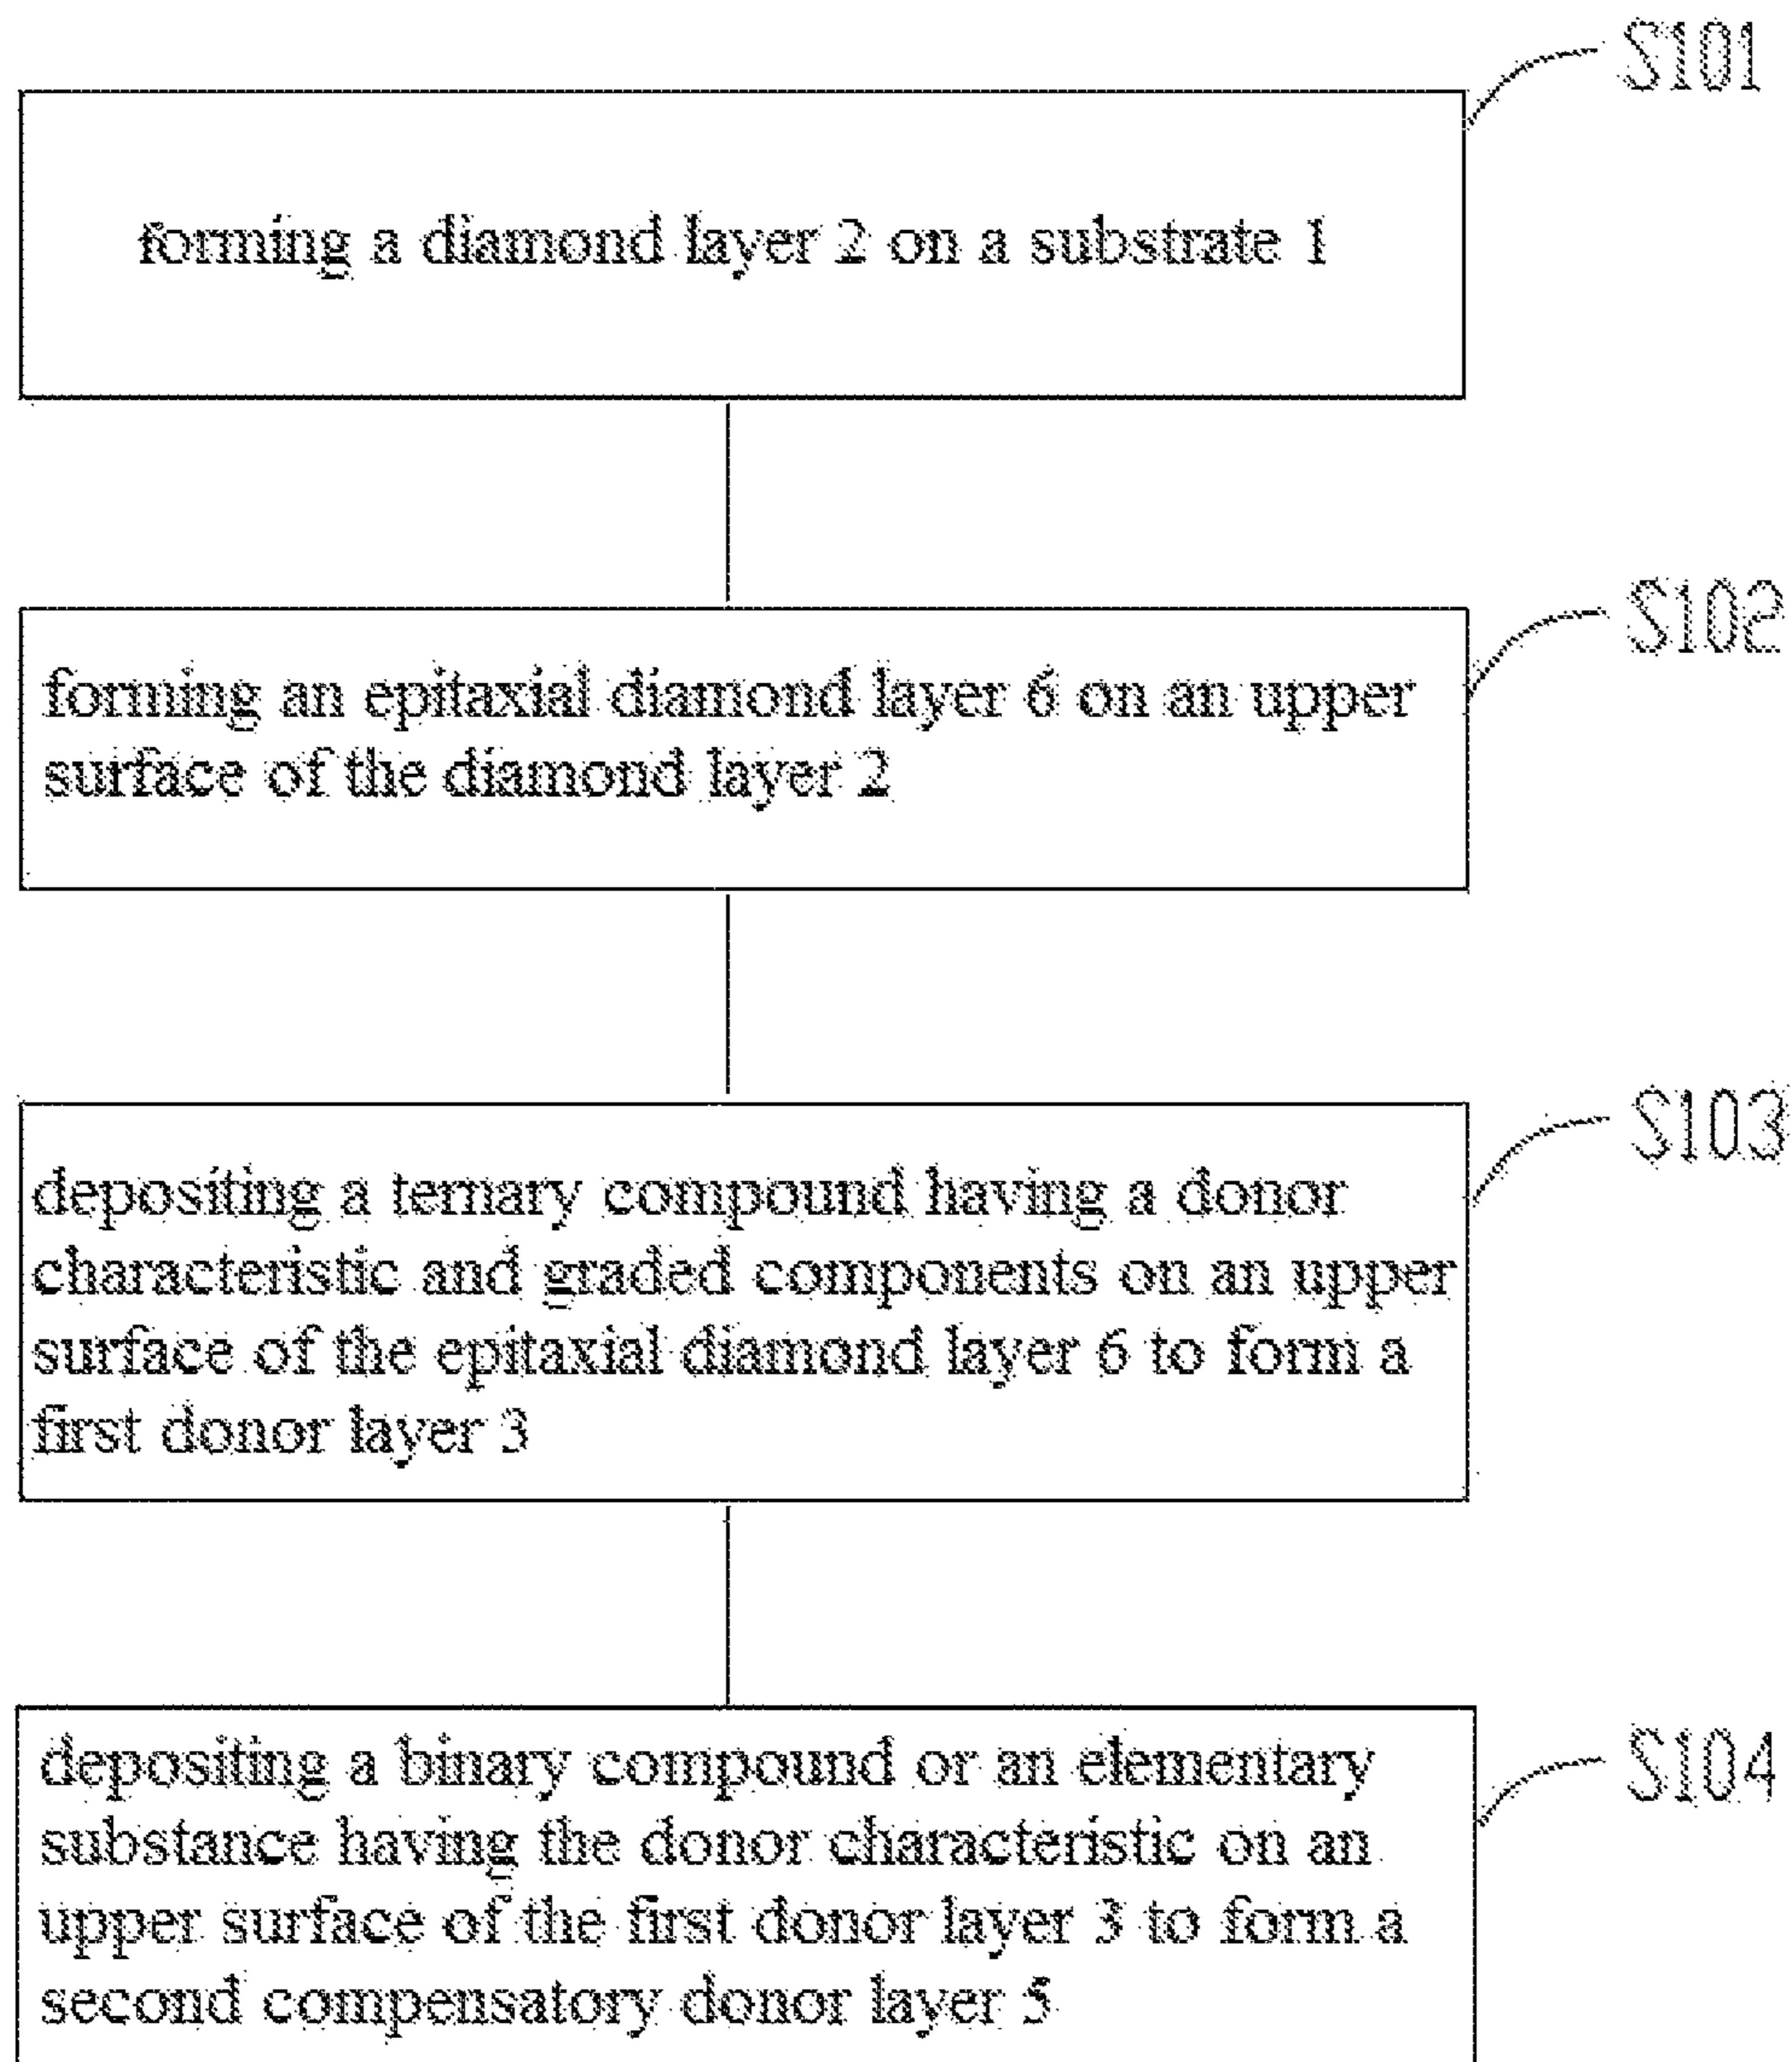 S101
forming a diamond layer 2 on a substrate 1
S102
forming an epitaxial diamond layer 6 on an upper
surface of the diamond layer 2
S103
depositing a ternary compound having a donor
characteristic and graded components on an upper
surface of the epitaxial diamond layer 6 to form a
first donor layer 3
S104
depositing a binary compound or an elementary
substance having the donor characteristic on an
upper surface of the first donor layer 3 to form a
second compensatory donor layer 5